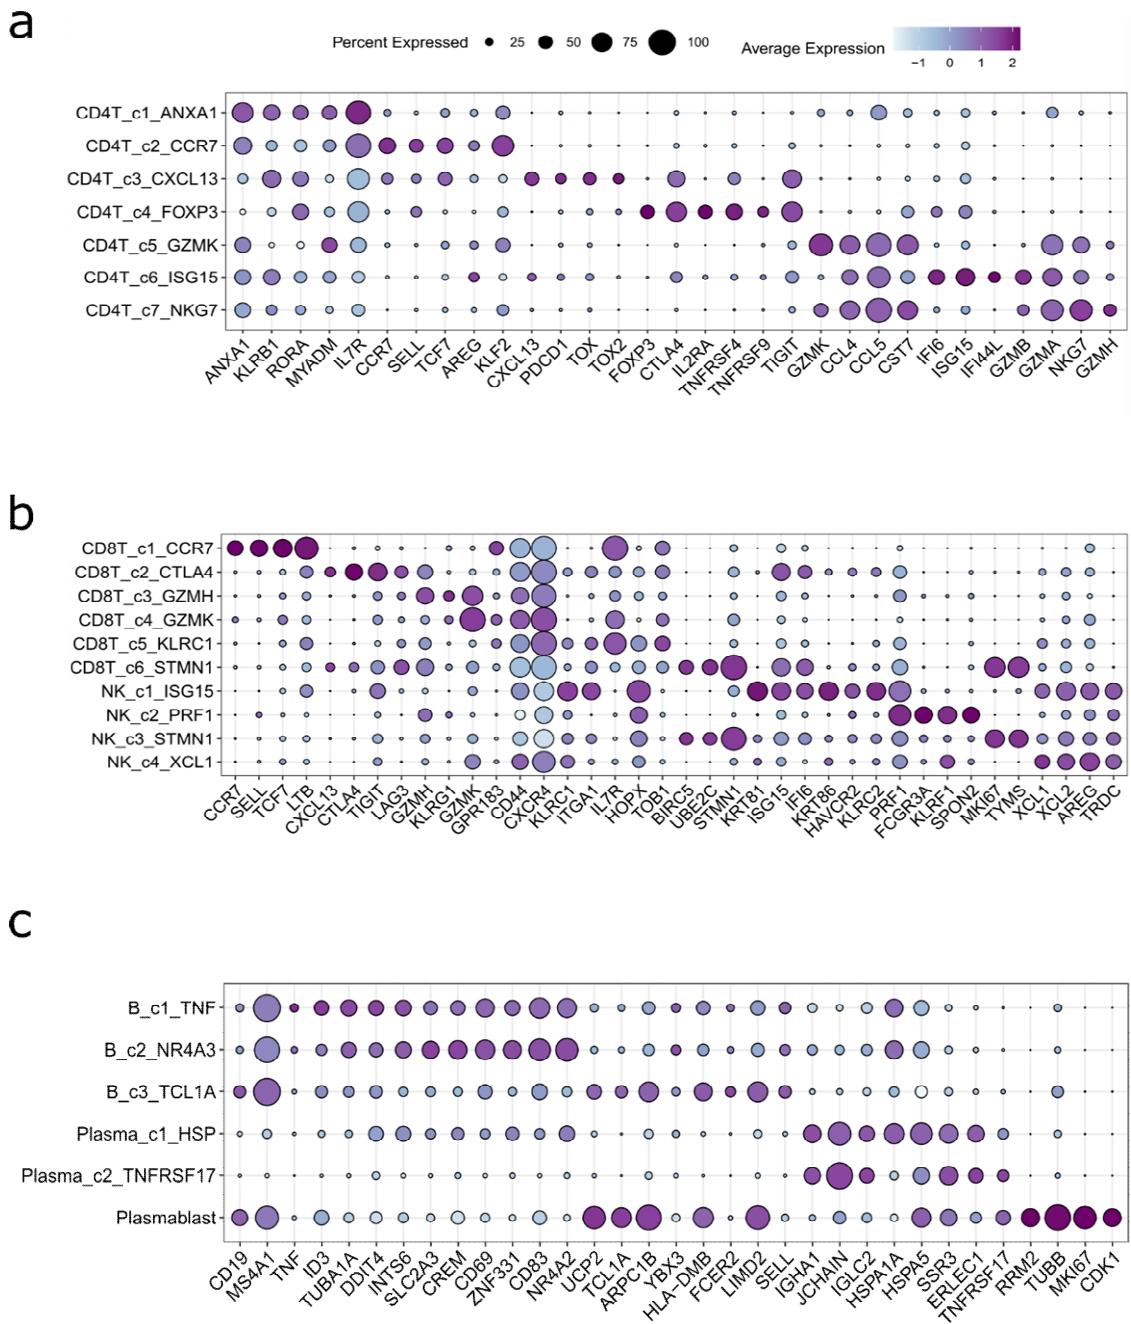 a
Percent Expressed 25 50 75 100 Average Expression −1 0 1 2
CD4T_c1_ANXA1
CD4T_c2_CCR7
CD4T_c3_CXCL13
CD4T_c4_FOXP3
CD4T_c5_GZMK
CD4T_c6_ISG15
CD4T_c7_NKG7
ANXA1 KLRB1 RORA MYADM IL7R CCR7 SELL TCF7 AREG KLF2 CXCL13 PDCD1 TOX TOX2 FOXP3 CTLA4 IL2RA TNFRSF4 TNFRSF9 TIGIT GZMK CCL4 CCL5 CST7 IFI6 ISG15 IFI44L GZMB GZMA NKG7 GZMH
b
CD8T_c1_CCR7
CD8T_c2_CTLA4
CD8T_c3_GZMH
CD8T_c4_GZMK
CD8T_c5_KLRC1
CD8T_c6_STMN1
NK_c1_ISG15
NK_c2_PRF1
NK_c3_STMN1
NK_c4_XCL1
CCR7 SELL TCF7 LTB CXCL13 CTLA4 TIGIT LAG3 GZMH KLRG1 GZMK GPR183 CD44 CXCR4 KLRC1 ITGA1 IL7R HOPX TOB1 BIRC5 UBE2C STMN1 KRT81 ISG15 IFI6 KRT86 HAVCR2 KLRC2 PRF1 FCGR3A KLRF1 SPON2 MKI67 TYMS XCL1 XCL2 AREG TRDC
c
B_c1_TNF
B_c2_NR4A3
B_c3_TCL1A
Plasma_c1_HSP
Plasma_c2_TNFRSF17
Plasmablast
CD19 MS4A1 TNF ID3 TUBA1A DDIT4 INTS6 SLC2A3 CREM CD69 ZNF331 CD83 NR4A2 UCP2 TCL1A ARPC1B YBX3 HLA−DMB FCER2 LIMD2 SELL IGHA1 JCHAIN IGLC2 HSPA1A HSPA5 SSR3 ERLEC1 TNFRSF17 RRM2 TUBB MKI67 CDK1